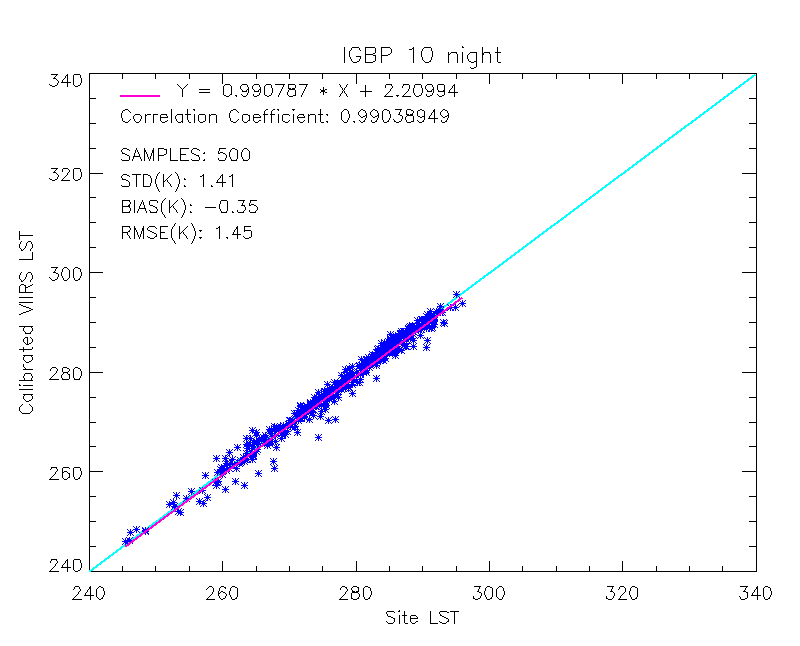 IGBP 10 night
Y = 0.990787 * X + 2.20994
Correlation Coefficient: 0.99038949
SAMPLES: 500
STD(K): 1.41
BIAS(K): −0.35
RMSE(K): 1.45
Calibrated VIIRS LST
340
320
300
280
260
240
240 260 280 300 320 340
Site LST